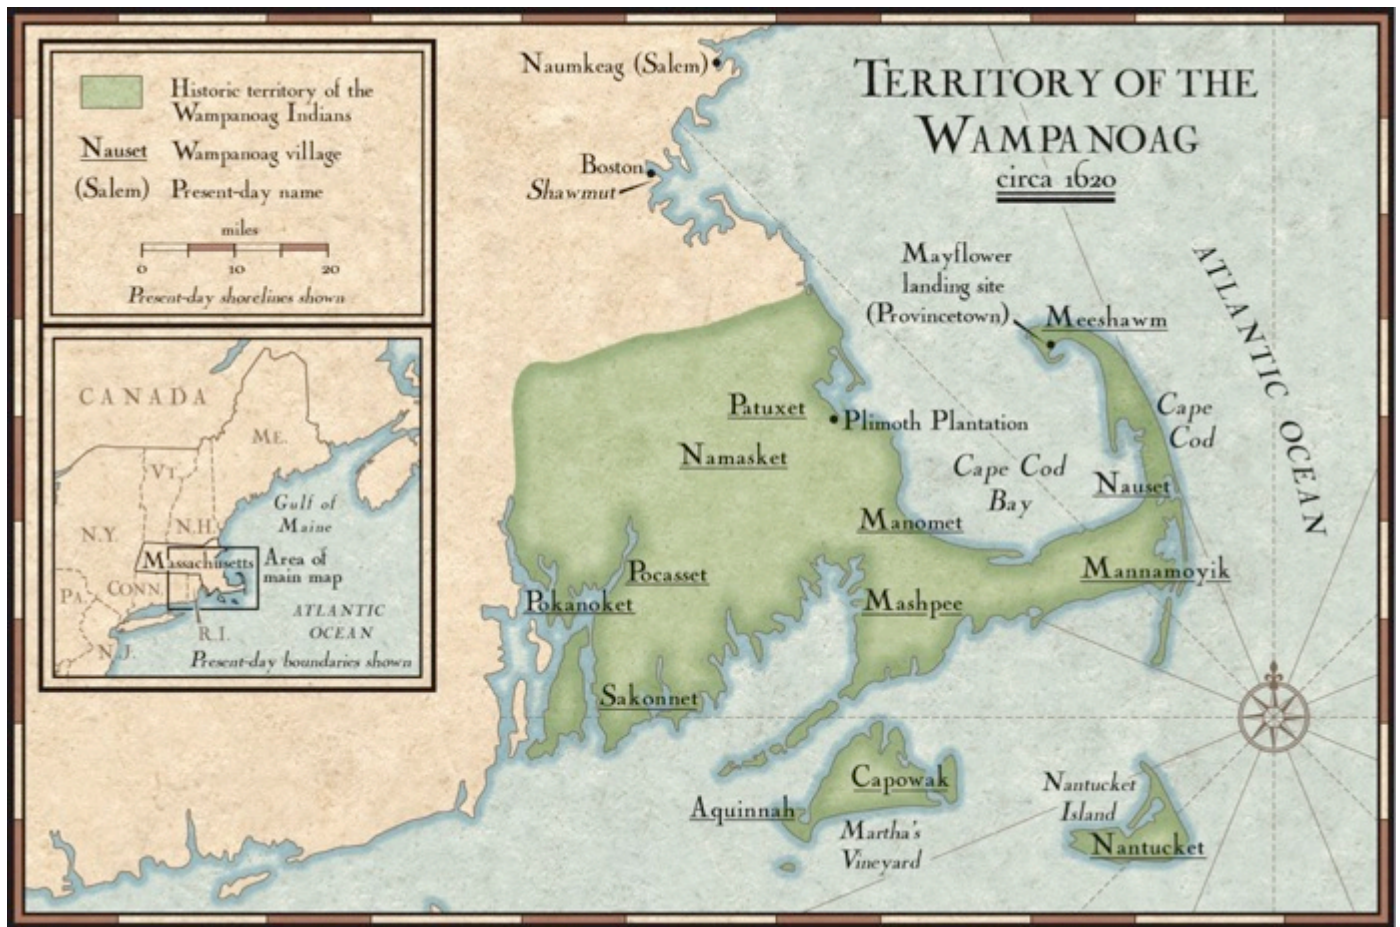 Historic territory of the
Wampanoag Indians
Nauset Wampanoag village
(Salem) Present-day name
miles
0 10 20
Present-day shorelines shown
CANADA
ME.
VT.
N.H.
N.Y.
Gulf of
Maine
Massachusetts
Area of
main map
CONN.
PA.
R.I.
N.J.
ATLANTIC
OCEAN
Present-day boundaries shown
TERRITORY OF THE
WAMPANOAG
circa 1620
Naumkeag (Salem)
Boston
Shawmut
Mayflower
landing site
(Provincetown)
Meeshawm
ATLANTIC OCEAN
Cape
Cod
Patuxet
Plimoth Plantation
Namasket
Cape Cod
Bay
Nauset
Manomet
Mannamoyik
Pocasset
Pokanoket
Mashpee
Sakonnet
Capowak
Aquinnah
Martha's
Vineyard
Nantucket
Island
Nantucket